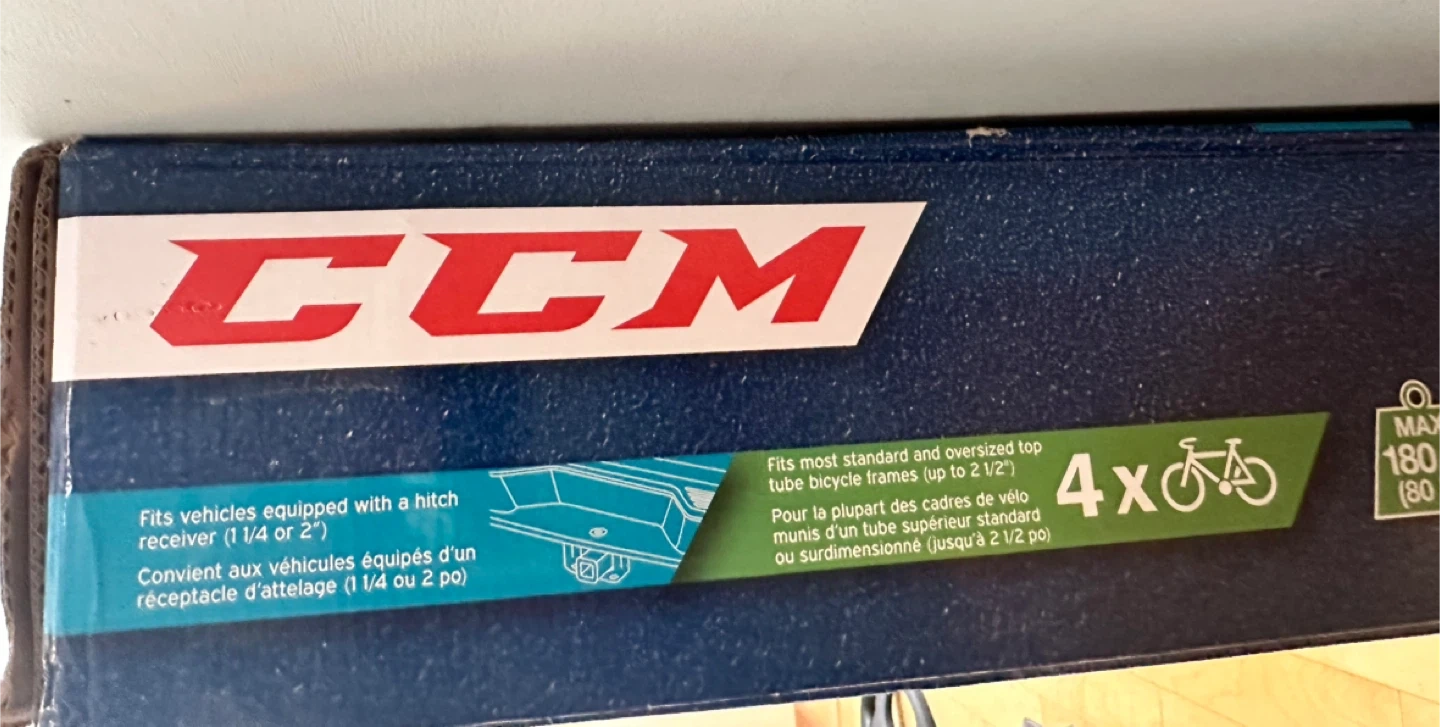 CCM
Fits vehicles equipped with a hitch
receiver (1 1/4 or 2")
Convient aux véhicules équipés d'un
réceptacle d'attelage (1 1/4 ou 2 po)
Fits most standard and oversized top
tube bicycle frames (up to 2 1/2")
Pour la plupart des cadres de vélo
munis d'un tube supérieur standard
ou surdimensionné (jusqu'à 2 1/2 po)
4x
MAX
180
(80